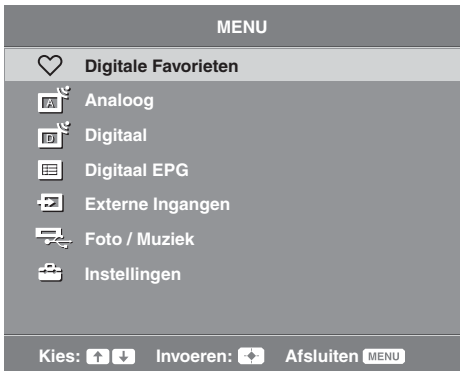 MENU
Digitale Favorieten
A Analoog
D Digitaal
Digitaal EPG
Externe Ingangen
Foto / Muziek
Instellingen
Kies: ↑ ↓ Invoeren: Afsluiten MENU